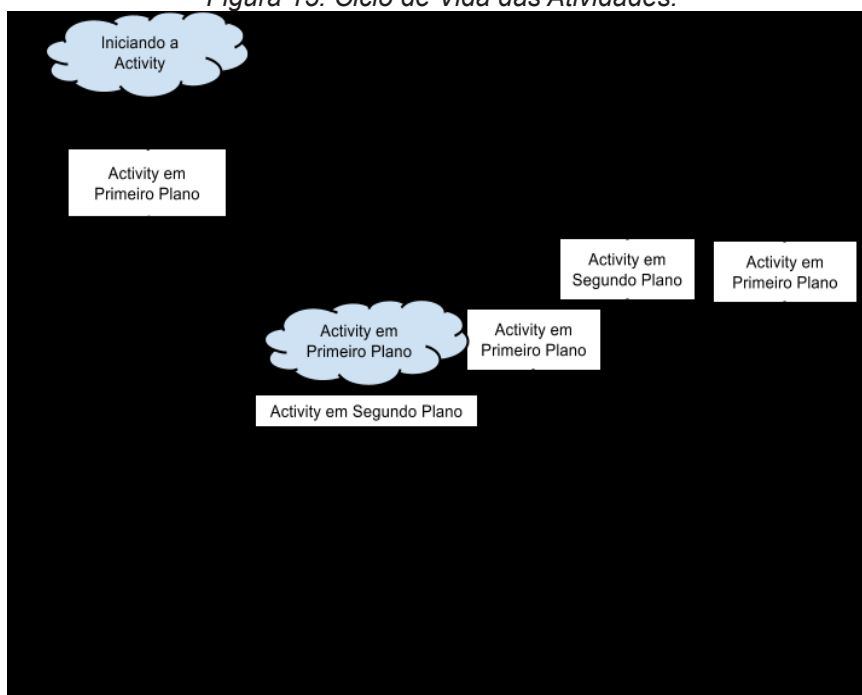 Figura 15. Ciclo de Vida das Atividades.
Iniciando a
Activity
Activity em
Primeiro Plano
Activity em
Segundo Plano
Activity em
Primeiro Plano
Activity em
Primeiro Plano
Activity em
Primeiro Plano
Activity em Segundo Plano